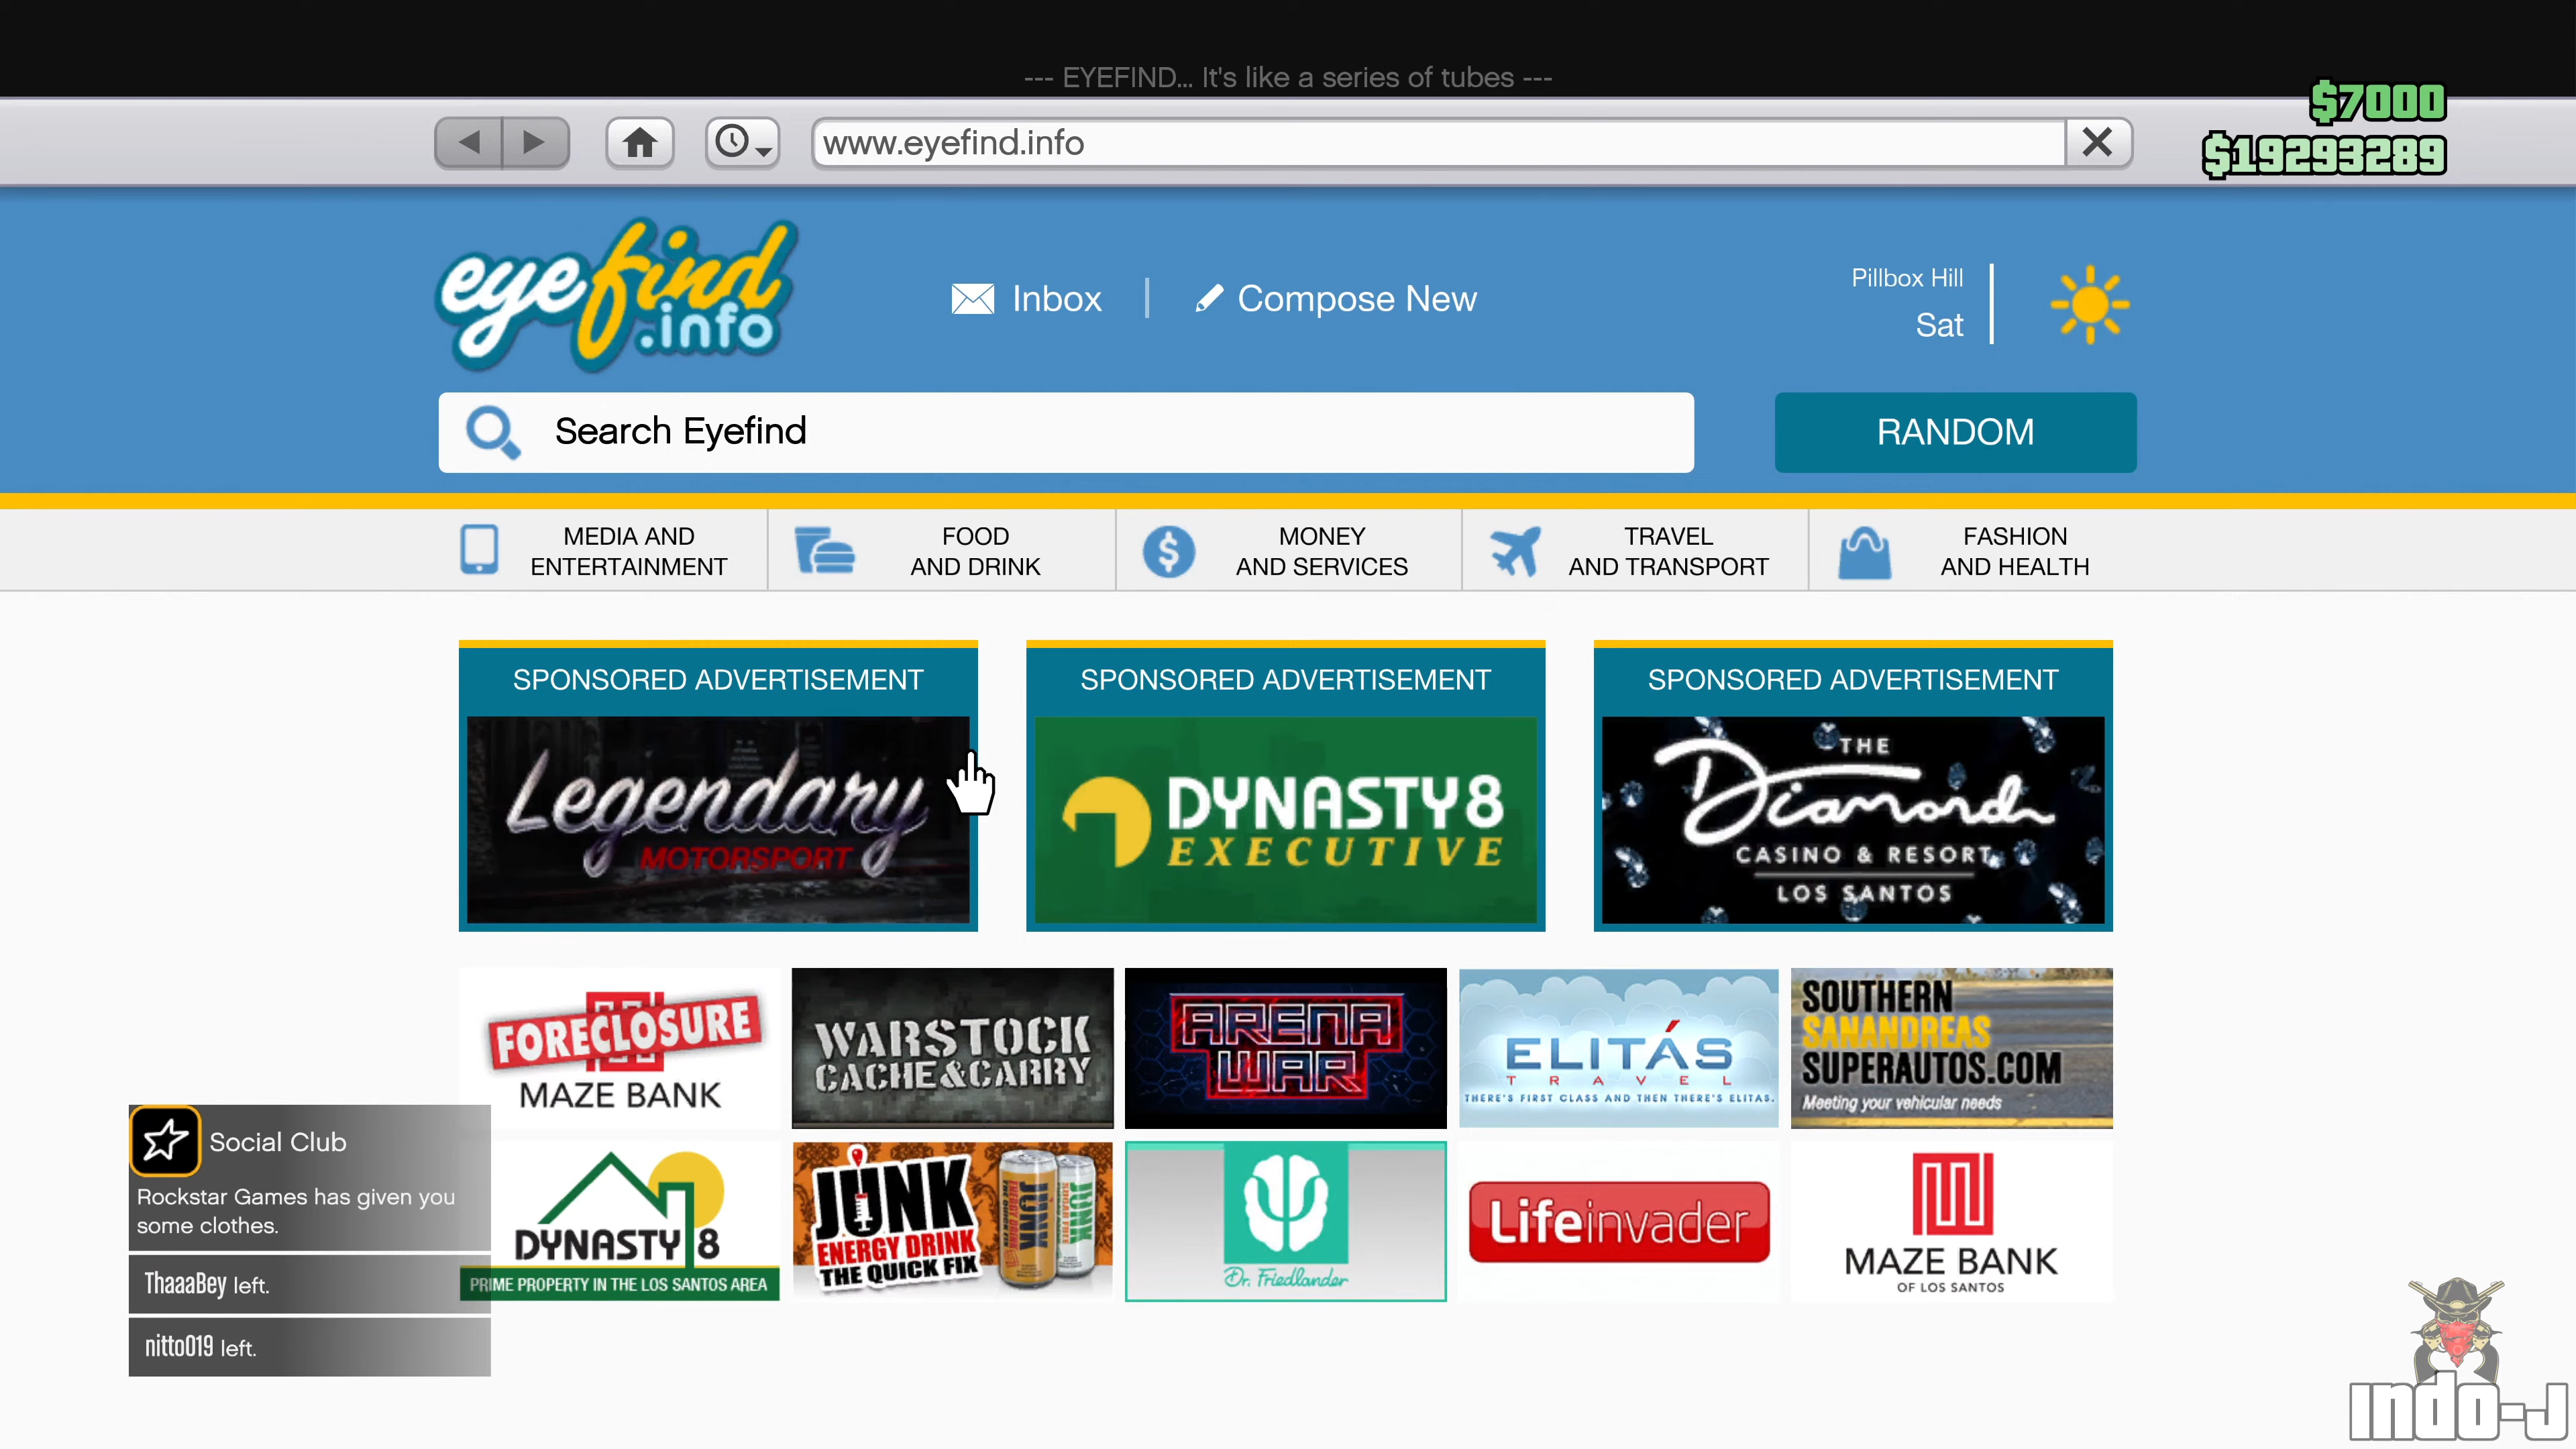 --- EYEFIND... It's like a series of tubes ---
$7000
www.eyefind.info
$19293289
eyefind
.info
Inbox
Compose New
Pillbox Hill
Sat
Search Eyefind
RANDOM
MEDIA AND
ENTERTAINMENT
FOOD
AND DRINK
MONEY
AND SERVICES
TRAVEL
AND TRANSPORT
FASHION
AND HEALTH
SPONSORED ADVERTISEMENT
Legendary
MOTORSPORT
SPONSORED ADVERTISEMENT
DYNASTY8
EXECUTIVE
SPONSORED ADVERTISEMENT
THE
Diamond
CASINO & RESORT
LOS SANTOS
FORECLOSURE
MAZE BANK
WARSTOCK
CACHE&CARRY
ARENA
WAR
ELITÁS
TRAVEL
THERE'S FIRST CLASS AND THEN THERE'S ELITAS.
SOUTHERN
SANANDREAS
SUPERAUTOS.COM
Meeting your vehicular needs
Social Club
Rockstar Games has given you
some clothes.
ThaaaBey left.
nitto019 left.
DYNASTY 8
PRIME PROPERTY IN THE LOS SANTOS AREA
JUNK
ENERGY DRINK
THE QUICK FIX
JUNK
JUNK
Dr. Friedlander
Lifeinvader
MAZE BANK
OF LOS SANTOS
INDO-J